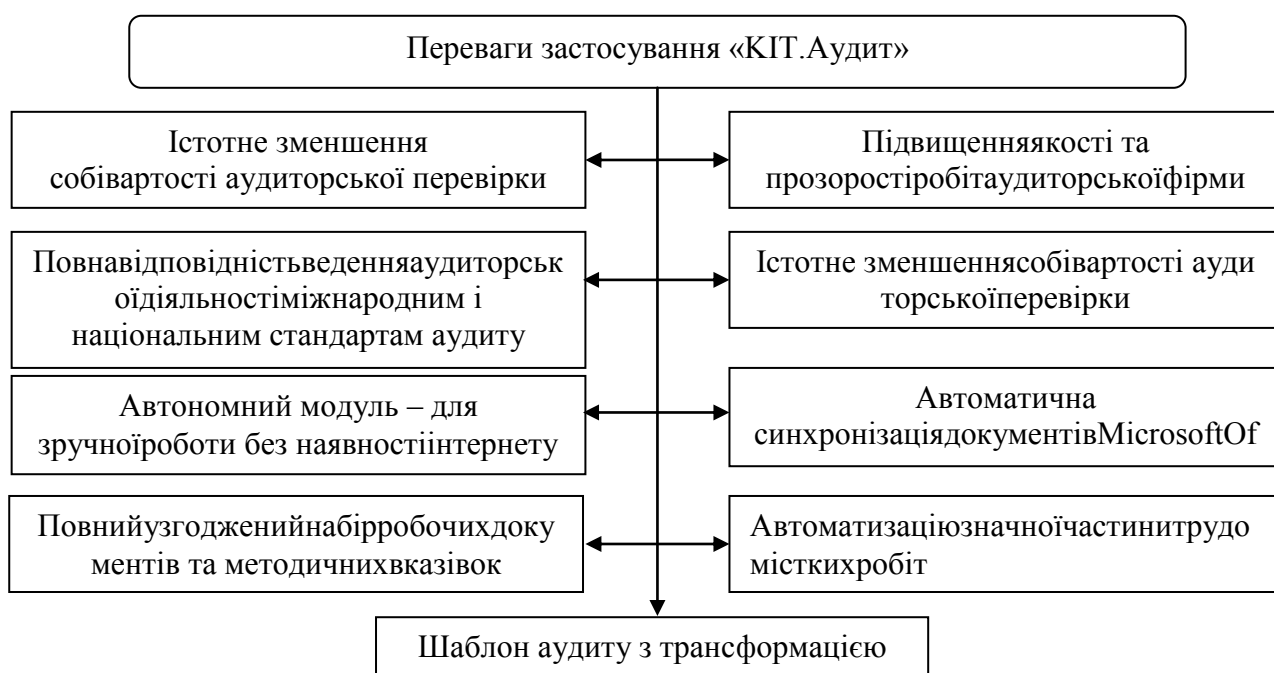 Переваги застосування «КІТ.Аудит»
Істотне зменшення
собівартості аудиторської перевірки
Підвищенняякості та
прозоростіробітаудиторськоїфірми
Повнавідповідністьведенняаудиторськ
оїдіяльностіміжнародним і
національним стандартам аудиту
Істотне зменшеннясобівартості ауди
торськоїперевірки
Автономний модуль – для
зручноїроботи без наявностіінтернету
Автоматична
синхронізаціядокументівMicrosoftOf
Повнийузгодженийнабірробочихдоку
ментів та методичнихвказівок
Автоматизаціюзначноїчастинитрудо
місткихробіт
Шаблон аудиту з трансформацією